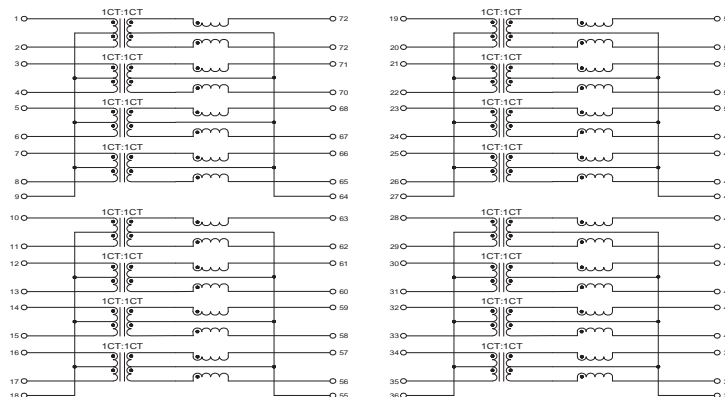 1CT:1CT
1 72
2 72
1CT:1CT
3 71
4 70
1CT:1CT
5 68
6 67
1CT:1CT
7 66
8 65
9 64
1CT:1CT
10 63
11 62
1CT:1CT
12 61
13 60
1CT:1CT
14 59
15 58
1CT:1CT
16 57
17 56
18 55
1CT:1CT
19
20
1CT:1CT
21
22
1CT:1CT
23
24
1CT:1CT
25
26
27
1CT:1CT
28
29
1CT:1CT
30
31
1CT:1CT
32
33
1CT:1CT
34
35
36